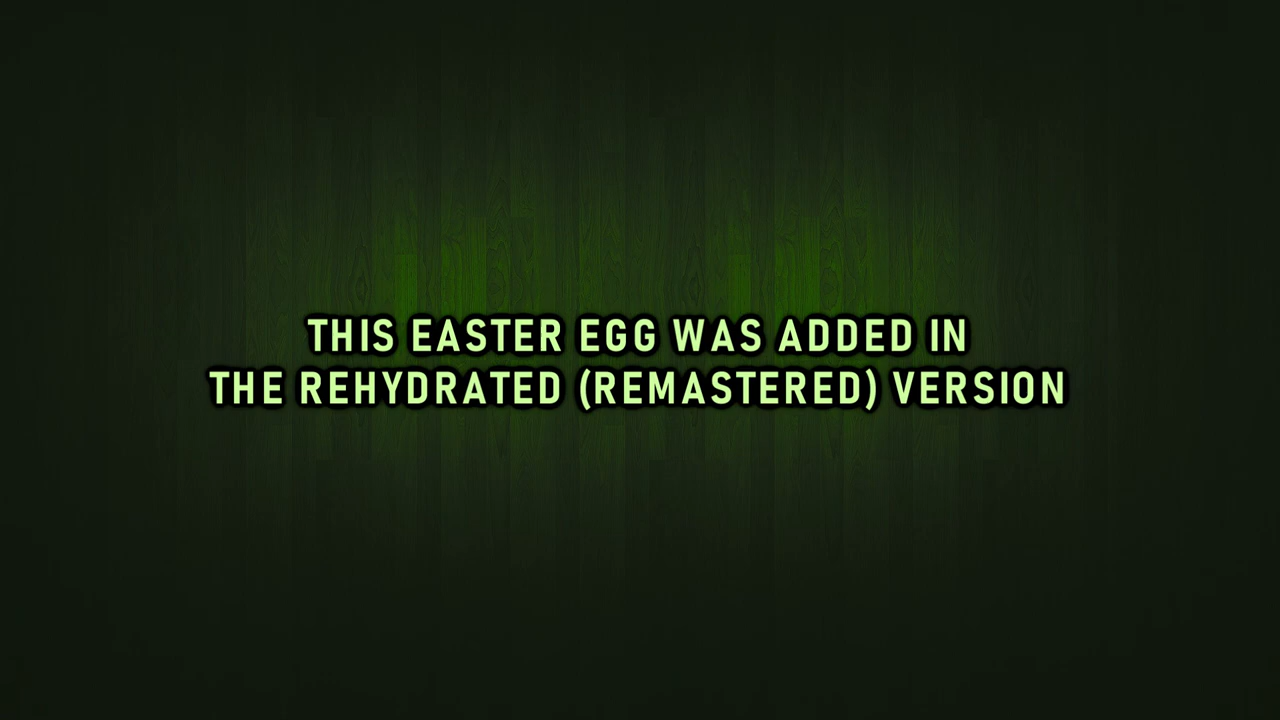 THIS EASTER EGG WAS ADDED IN
THE REHYDRATED (REMASTERED) VERSION